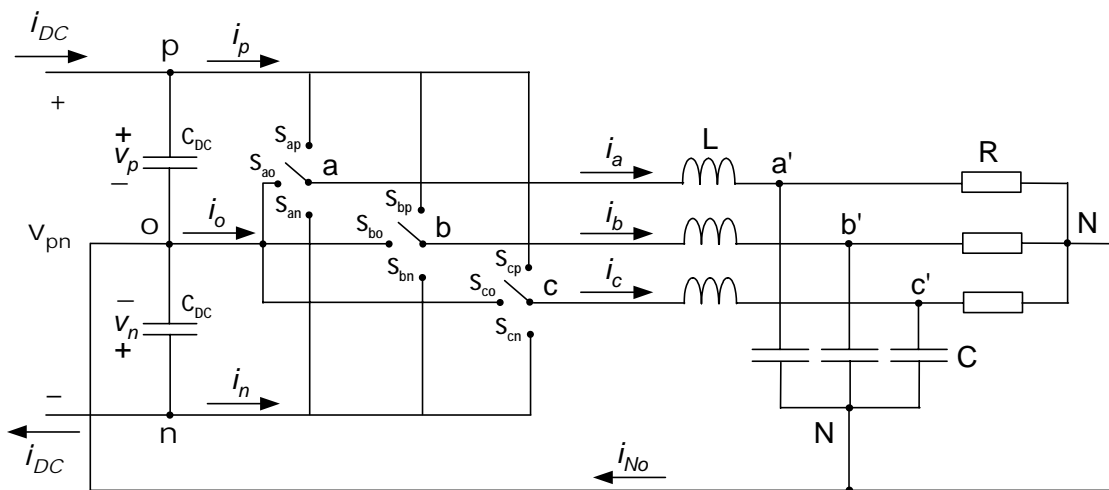 i_DC
p
i_p
+
+
v_p
−
C_DC
S_ap
S_ao
a
S_an
i_a
L
a'
R
v_pn
o
i_o
S_bp
S_bo
b
S_bn
i_b
b'
N
S_cp
S_co
c
S_cn
i_c
c'
−
v_n
+
C_DC
C
−
i_n
n
N
i_DC
i_No